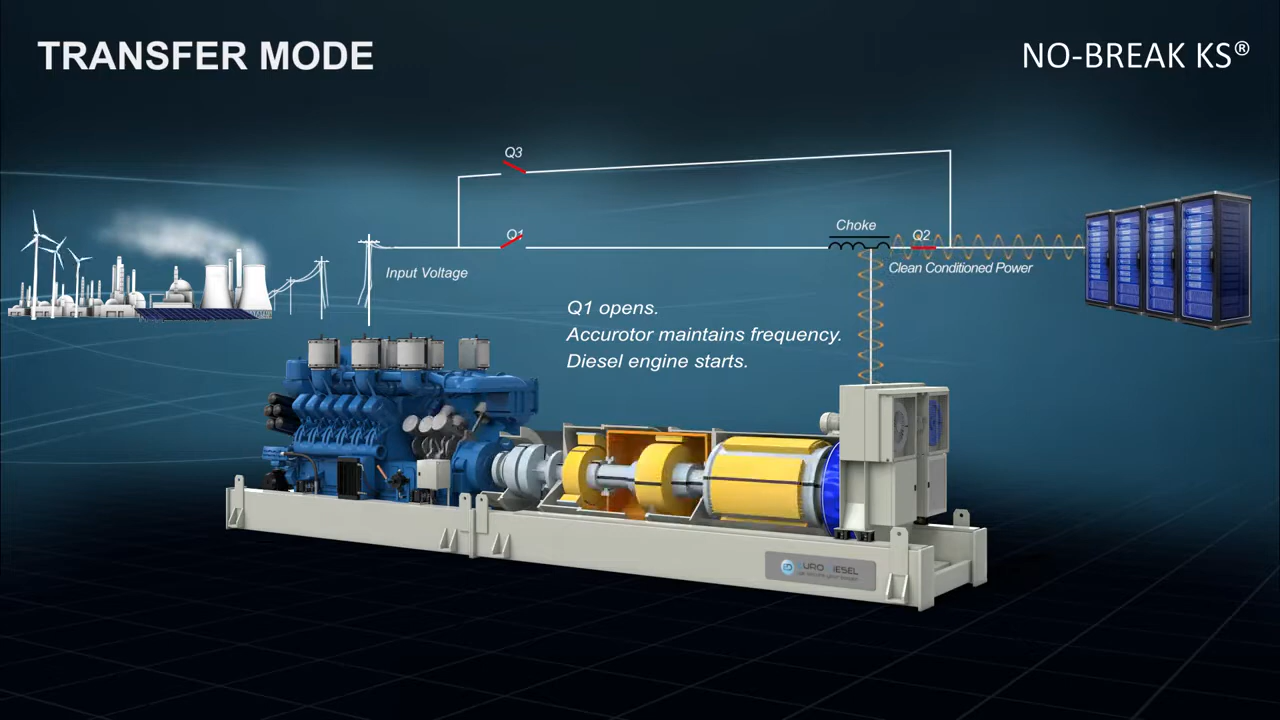 TRANSFER MODE
NO-BREAK KS®
Q3
Q1
Choke
Q2
Input Voltage
Clean Conditioned Power
Q1 opens.
Accurotor maintains frequency.
Diesel engine starts.
EURO DIESEL